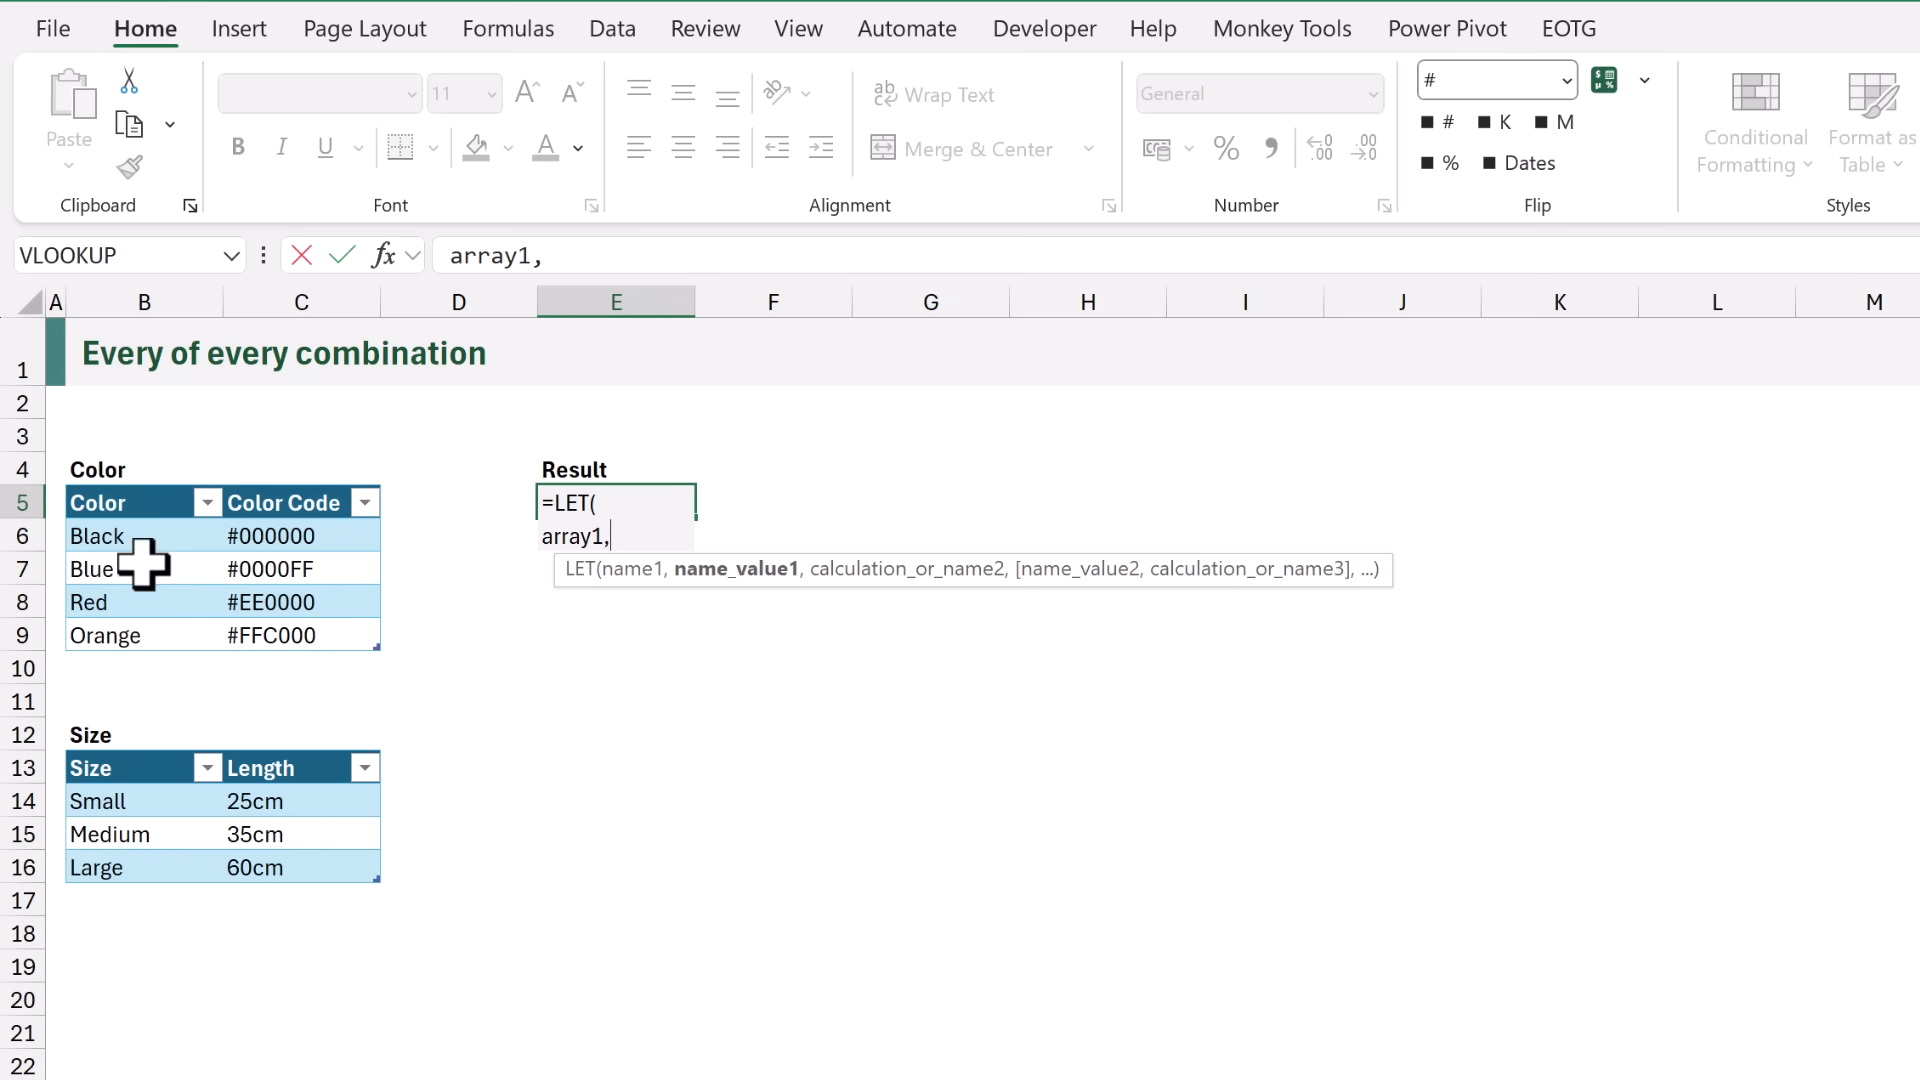 File Home Insert Page Layout Formulas Data Review View Automate Developer Help Monkey Tools Power Pivot EOTG
Paste
Clipboard
11
B I U
Font
Wrap Text
Merge & Center
Alignment
General
%
Number
#
# K M
% Dates
Flip
Conditional Formatting
Format as Table
Styles
VLOOKUP fx array1,
A B C D E F G H I J K L M
1 Every of every combination
2
3
4 Color Result
5 Color Color Code =LET(
6 Black #000000 array1,
7 Blue #0000FF LET(name1, name_value1, calculation_or_name2, [name_value2, calculation_or_name3], ...)
8 Red #EE0000
9 Orange #FFC000
10
11
12 Size
13 Size Length
14 Small 25cm
15 Medium 35cm
16 Large 60cm
17
18
19
20
21
22